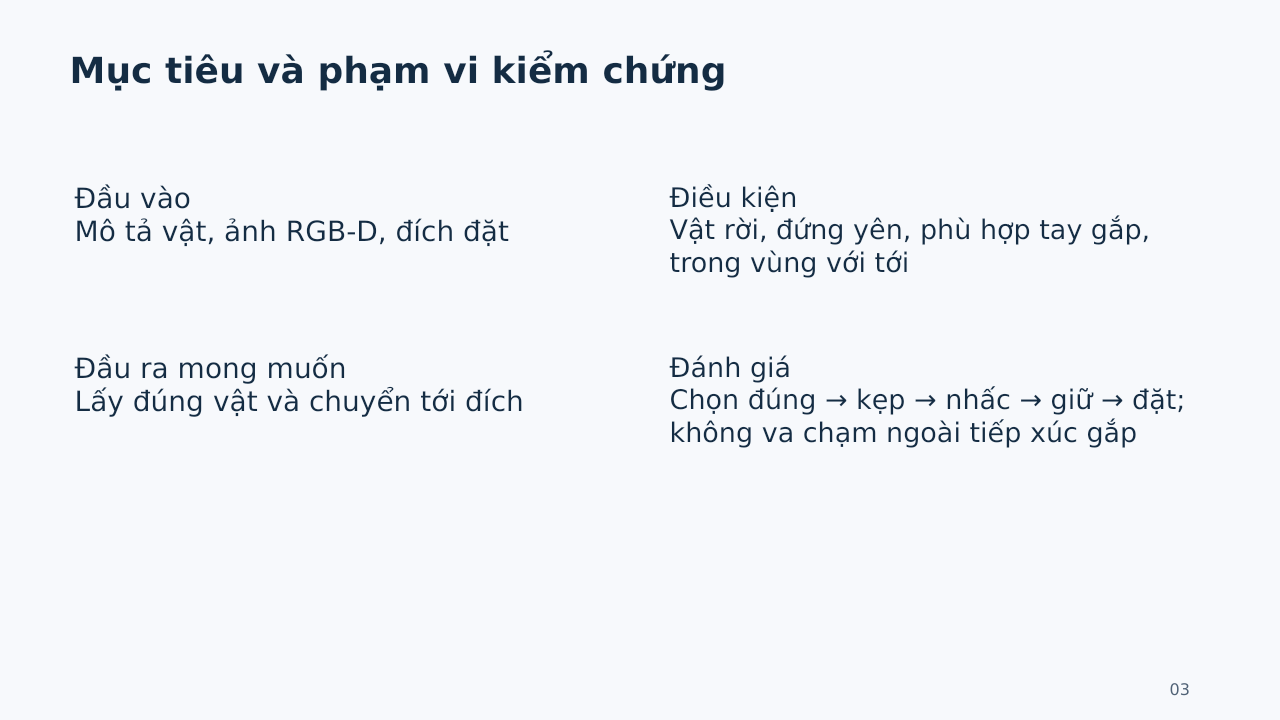 Mục tiêu và phạm vi kiểm chứng
Đầu vào
Mô tả vật, ảnh RGB-D, đích đặt
Điều kiện
Vật rời, đứng yên, phù hợp tay gắp,
trong vùng với tới
Đầu ra mong muốn
Lấy đúng vật và chuyển tới đích
Đánh giá
Chọn đúng → kẹp → nhấc → giữ → đặt;
không va chạm ngoài tiếp xúc gắp
03